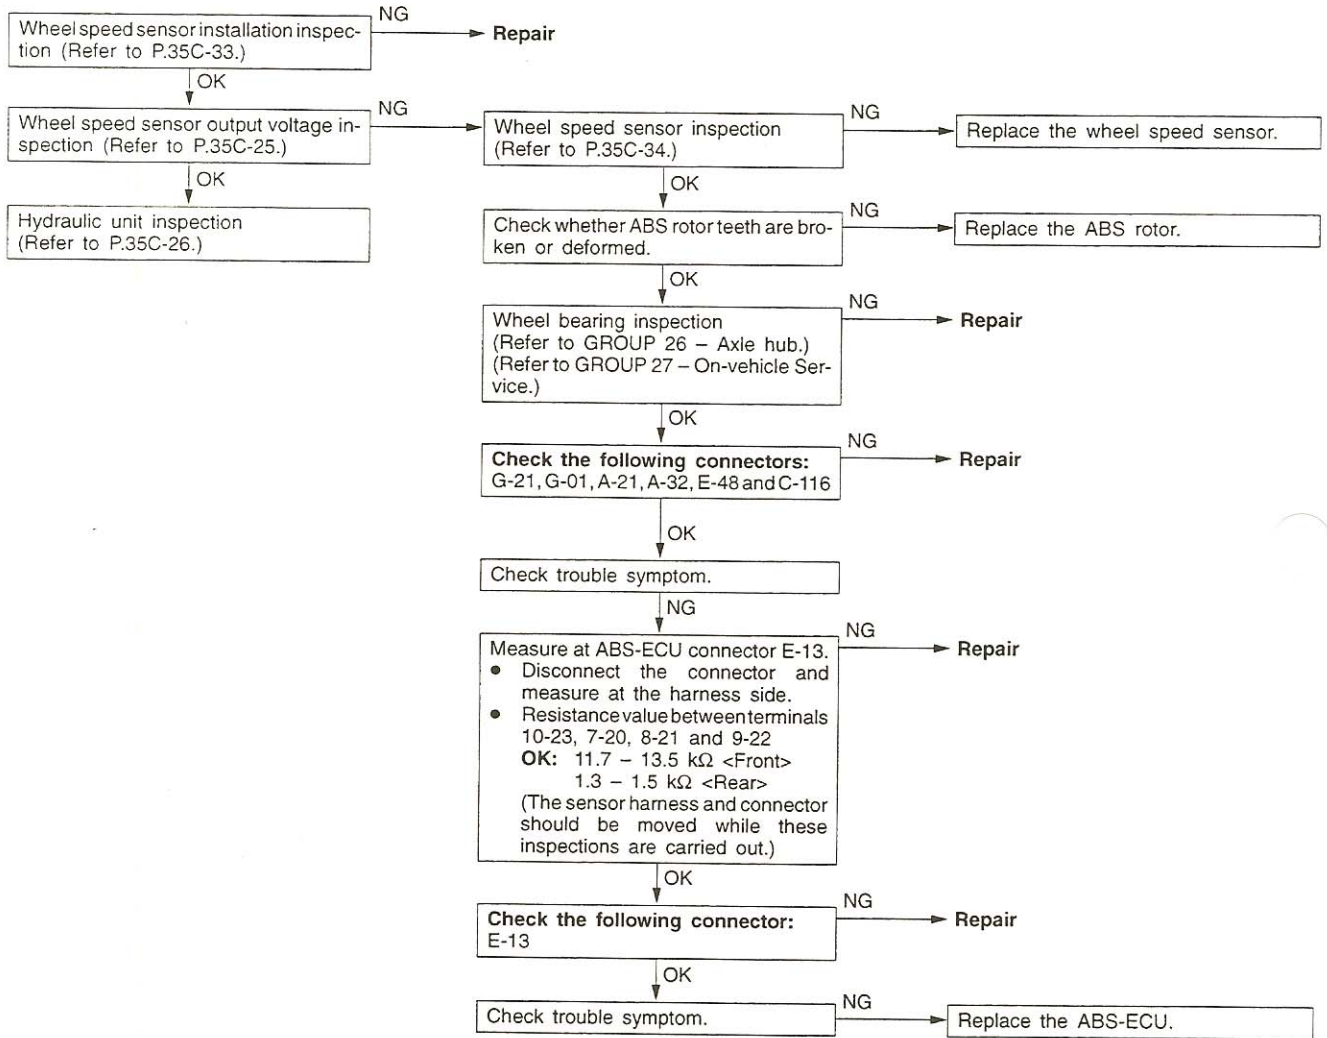 NG
Wheel speed sensor installation inspec-
tion (Refer to P.35C-33.)
Repair
OK
NG
Wheel speed sensor output voltage in-
spection (Refer to P.35C-25.)
NG
Wheel speed sensor inspection
(Refer to P.35C-34.)
Replace the wheel speed sensor.
OK
Hydraulic unit inspection
(Refer to P.35C-26.)
OK
NG
Check whether ABS rotor teeth are bro-
ken or deformed.
Replace the ABS rotor.
OK
NG
Wheel bearing inspection
(Refer to GROUP 26 – Axle hub.)
(Refer to GROUP 27 – On-vehicle Ser-
vice.)
Repair
OK
NG
Check the following connectors:
G-21, G-01, A-21, A-32, E-48 and C-116
Repair
OK
Check trouble symptom.
NG
NG
Measure at ABS-ECU connector E-13.
● Disconnect the connector and
measure at the harness side.
● Resistance value between terminals
10-23, 7-20, 8-21 and 9-22
OK: 11.7 – 13.5 kΩ <Front>
1.3 – 1.5 kΩ <Rear>
(The sensor harness and connector
should be moved while these
inspections are carried out.)
Repair
OK
NG
Check the following connector:
E-13
Repair
OK
NG
Check trouble symptom.
Replace the ABS-ECU.